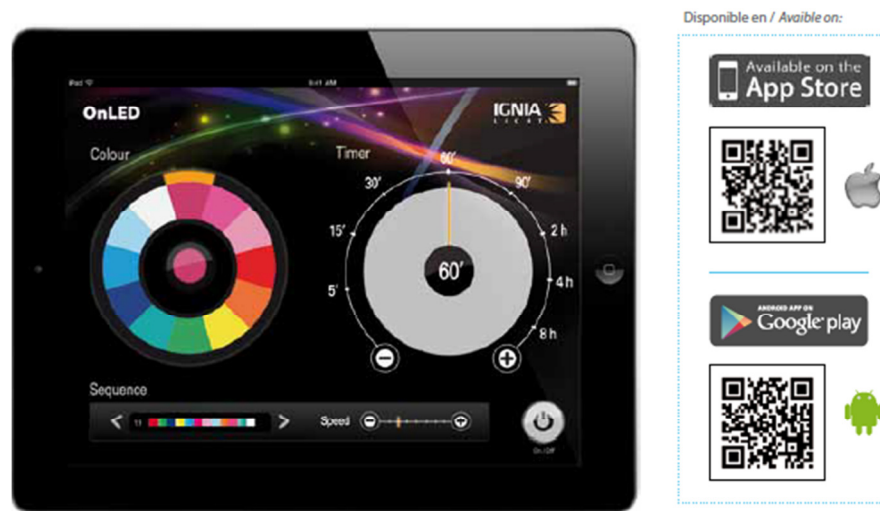 Disponible en / Avaible on:
Available on the
App Store
ANDROID APP ON
Google play
iPad
9:41 AM
OnLED
IGNIA
LIGHT
Colour
Timer
5'
15'
30'
60'
90'
2 h
4 h
8 h
60'
Sequence
11
Speed
On/Off